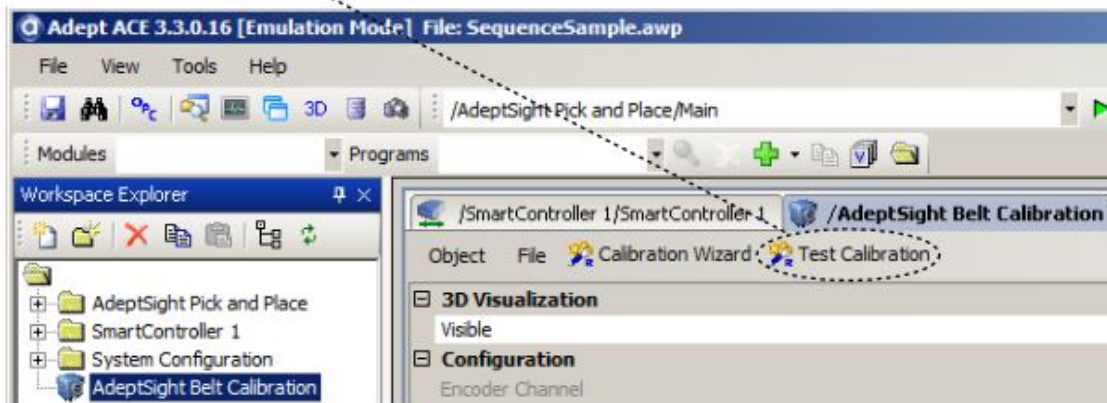 Adept ACE 3.3.0.16 [Emulation Mode] File: SequenceSample.awp
File View Tools Help
OPC 3D /AdeptSight Pick and Place/Main
Modules Programs
Workspace Explorer
/SmartController 1/SmartController 1 /AdeptSight Belt Calibration
Object File Calibration Wizard Test Calibration
3D Visualization
AdeptSight Pick and Place
Visible
SmartController 1
Configuration
System Configuration
Encoder Channel
AdeptSight Belt Calibration